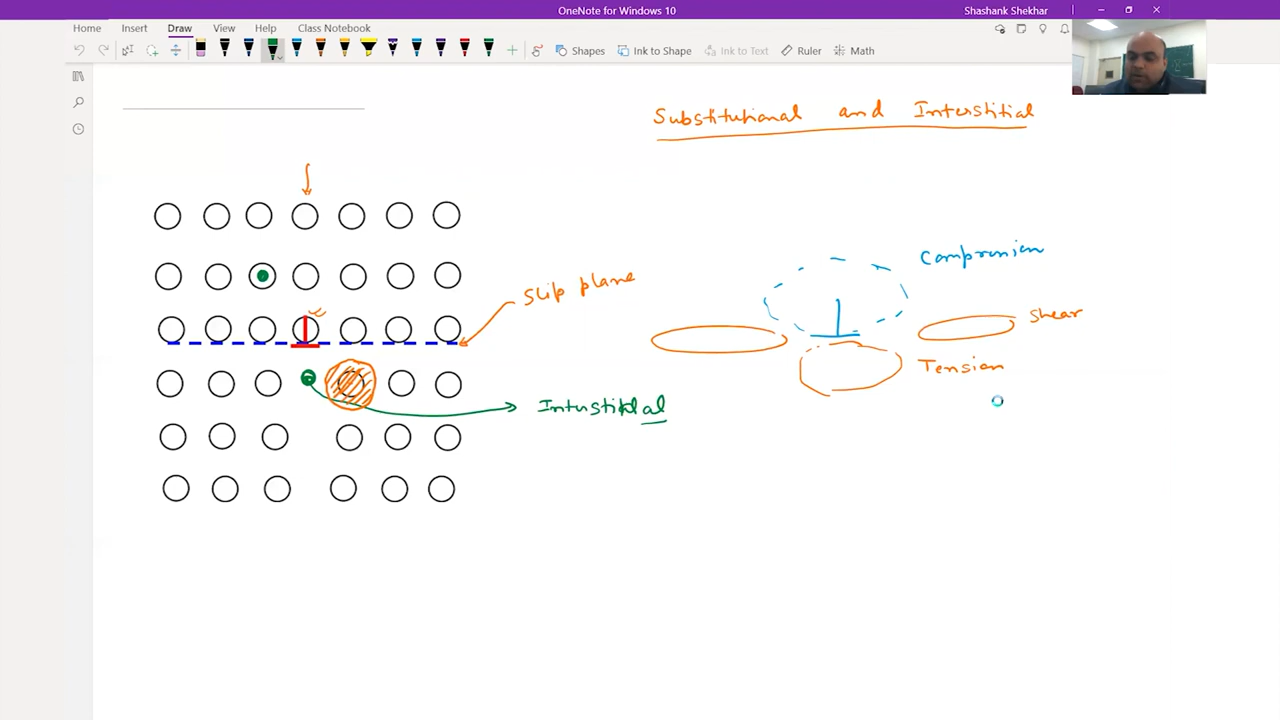 OneNote for Windows 10
Shashank Shekhar
Home Insert Draw View Help Class Notebook
Shapes Ink to Shape Ink to Text Ruler Math
Substitutional and Interstitial
Compression
Slip plane
Shear
Tension
Interstitial